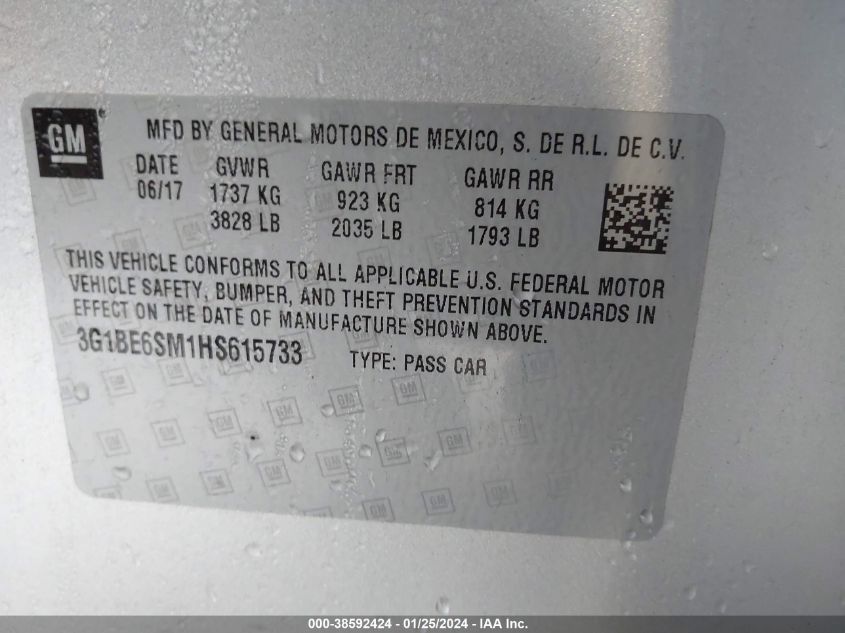 GM
MFD BY GENERAL MOTORS DE MEXICO, S. DE R.L. DE C.V.
DATE GVWR GAWR FRT GAWR RR
06/17 1737 KG 923 KG 814 KG
3828 LB 2035 LB 1793 LB
THIS VEHICLE CONFORMS TO ALL APPLICABLE U.S. FEDERAL MOTOR
VEHICLE SAFETY, BUMPER, AND THEFT PREVENTION STANDARDS IN
EFFECT ON THE DATE OF MANUFACTURE SHOWN ABOVE.
3G1BE6SM1HS615733 TYPE: PASS CAR
000-38592424 - 01/25/2024 - IAA Inc.